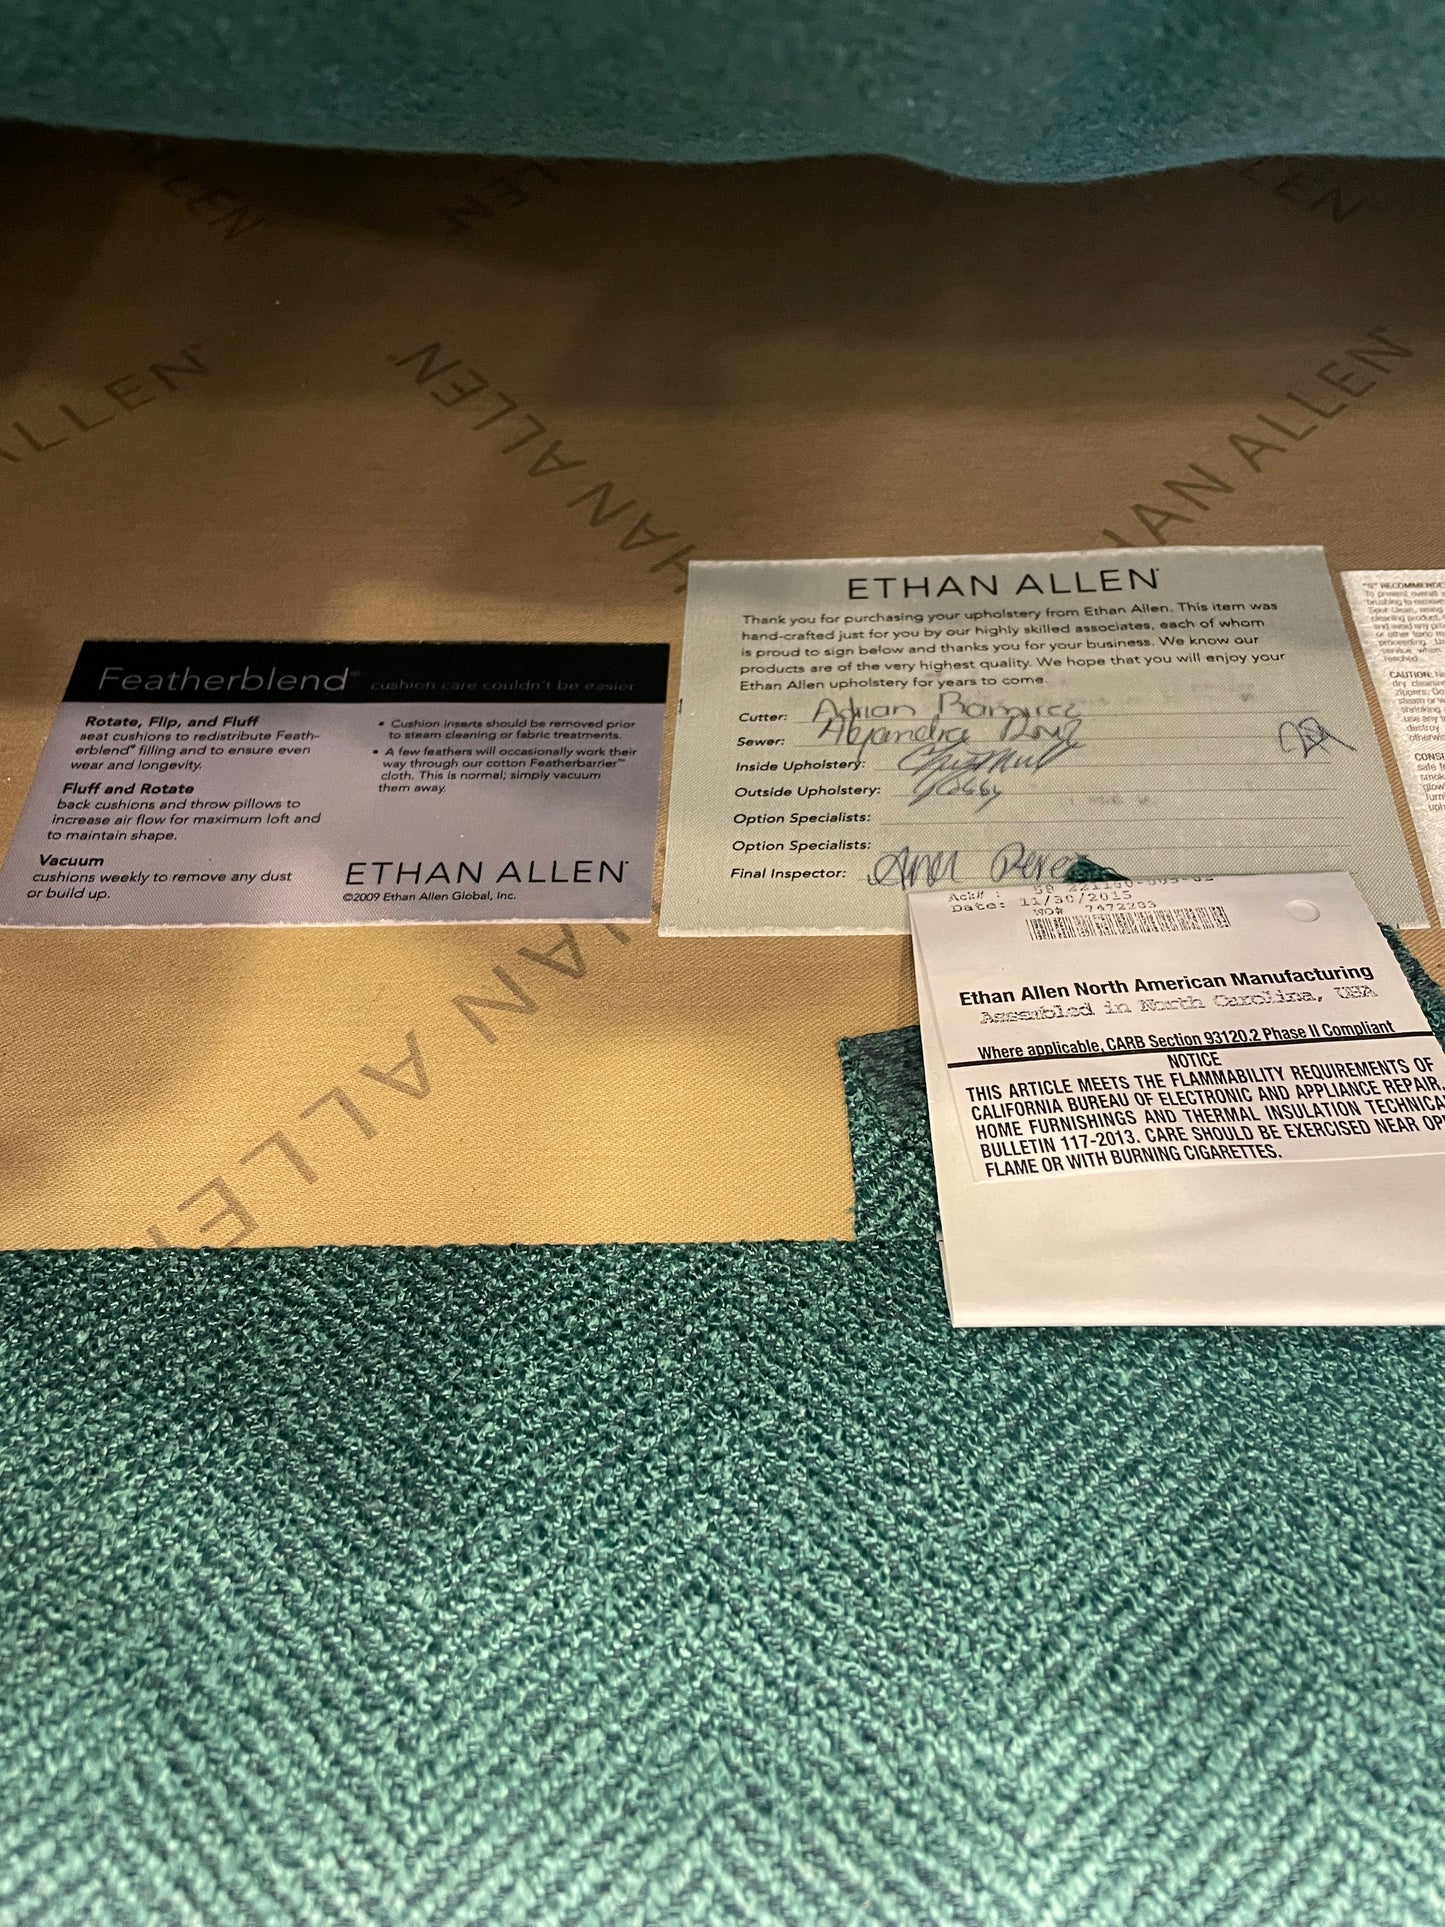 ALLEN
ETHAN ALLEN
HAN ALLEN
Featherblend® cushion care couldn't be easier
Rotate, Flip, and Fluff
seat cushions to redistribute Feath-
erblend® filling and to ensure even
wear and longevity.
Fluff and Rotate
back cushions and throw pillows to
increase air flow for maximum loft and
to maintain shape.
Vacuum
cushions weekly to remove any dust
or build up.
• Cushion inserts should be removed prior
to steam cleaning or fabric treatments.
• A few feathers will occasionally work their
way through our cotton Featherbarrier™
cloth. This is normal; simply vacuum
them away.
ETHAN ALLEN®
©2009 Ethan Allen Global, Inc.
ETHAN ALLEN®
Thank you for purchasing your upholstery from Ethan Allen. This item was
hand-crafted just for you by our highly skilled associates, each of whom
is proud to sign below and thanks you for your business. We know our
products are of the very highest quality. We hope that you will enjoy your
Ethan Allen upholstery for years to come.
Cutter: Adrian Ramirez
Sewer: Alejandra
Inside Upholstery:
Outside Upholstery:
Option Specialists:
Option Specialists:
Final Inspector: Perez
Ack# :
Date: 11/30/2015
WO# 7472283
Ethan Allen North American Manufacturing
Assembled in North Carolina, USA
Where applicable, CARB Section 93120.2 Phase II Compliant
NOTICE
THIS ARTICLE MEETS THE FLAMMABILITY REQUIREMENTS OF
CALIFORNIA BUREAU OF ELECTRONIC AND APPLIANCE REPAIR,
HOME FURNISHINGS AND THERMAL INSULATION TECHNICA
BULLETIN 117-2013. CARE SHOULD BE EXERCISED NEAR OP
FLAME OR WITH BURNING CIGARETTES.
AN ALLE